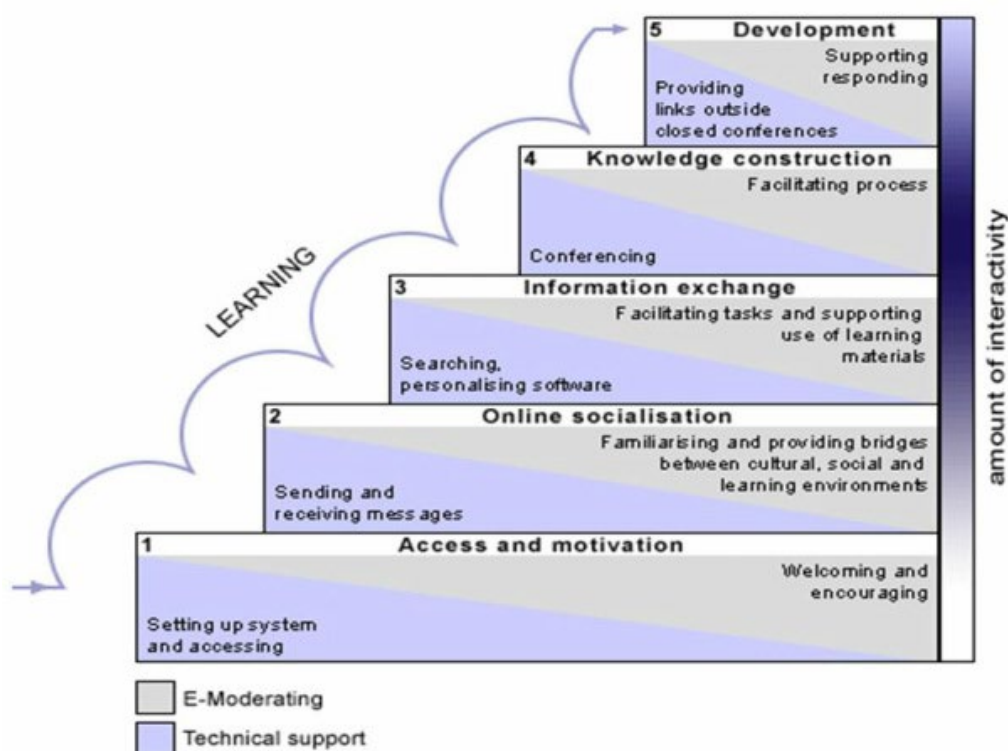 5 Development
Supporting
responding
Providing
links outside
closed conferences
4 Knowledge construction
Facilitating process
Conferencing
3 Information exchange
Facilitating tasks and supporting
use of learning
materials
Searching,
personalising software
2 Online socialisation
Familiarising and providing bridges
between cultural, social and
learning environments
Sending and
receiving messages
1 Access and motivation
Welcoming and
encouraging
Setting up system
and accessing
LEARNING
amount of interactivity
E-Moderating
Technical support